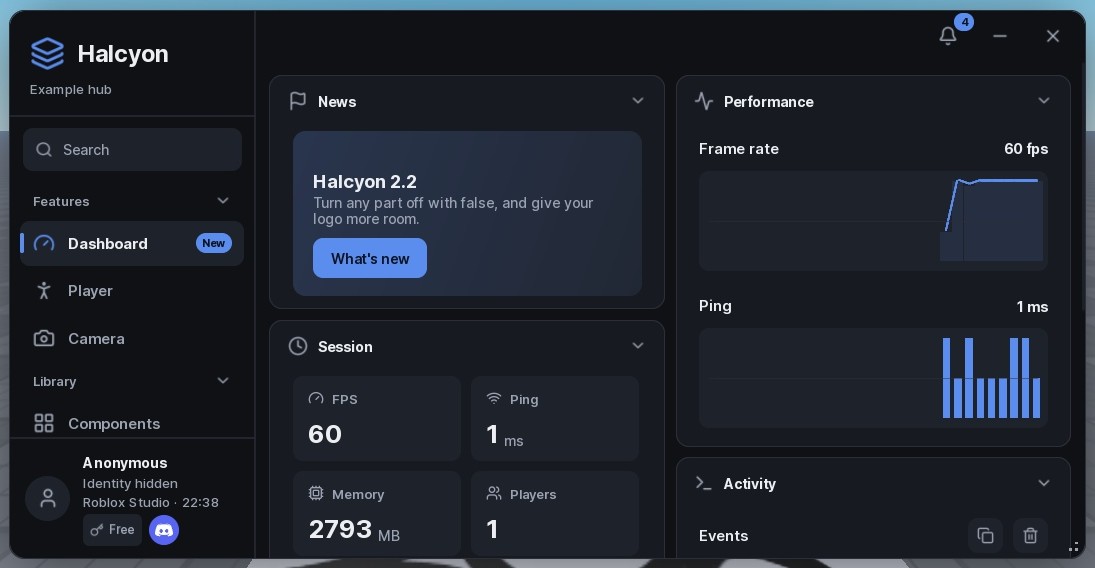 Halcyon
Example hub
Search
Features
Dashboard
New
Player
Camera
Library
Components
Anonymous
Identity hidden
Roblox Studio · 22:38
Free
4
News
Halcyon 2.2
Turn any part off with false, and give your
logo more room.
What's new
Session
FPS
60
Ping
1 ms
Memory
2793 MB
Players
1
Performance
Frame rate
60 fps
Ping
1 ms
Activity
Events